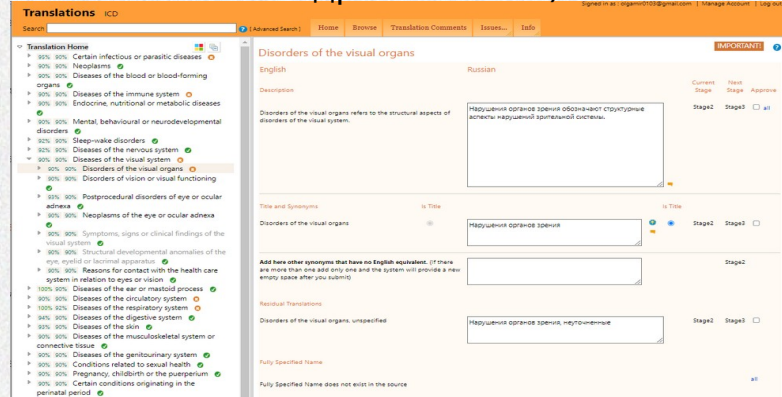 Translations ICD
Signed in as : olgamir0103@gmail.com | Manage Account | Log out
Search
[ Advanced Search ]
Home
Browse
Translation Comments
Issues...
Info
Translation Home
95% 90% Certain infectious or parasitic diseases
90% 90% Neoplasms
90% 90% Diseases of the blood or blood-forming
organs
90% 90% Diseases of the immune system
90% 90% Endocrine, nutritional or metabolic diseases
90% 90% Mental, behavioural or neurodevelopmental
disorders
92% 90% Sleep-wake disorders
92% 90% Diseases of the nervous system
90% 90% Diseases of the visual system
90% 90% Disorders of the visual organs
90% 90% Disorders of vision or visual functioning
93% 90% Postprocedural disorders of eye or ocular
adnexa
90% 90% Neoplasms of the eye or ocular adnexa
90% 90% Symptoms, signs or clinical findings of the
visual system
90% 90% Structural developmental anomalies of the
eye, eyelid or lacrimal apparatus
90% 90% Reasons for contact with the health care
system in relation to eyes or vision
100% 90% Diseases of the ear or mastoid process
90% 90% Diseases of the circulatory system
100% 92% Diseases of the respiratory system
94% 90% Diseases of the digestive system
93% 90% Diseases of the skin
90% 90% Diseases of the musculoskeletal system or
connective tissue
90% 90% Diseases of the genitourinary system
90% 90% Conditions related to sexual health
90% 90% Pregnancy, childbirth or the puerperium
90% 90% Certain conditions originating in the
perinatal period
IMPORTANT!
Disorders of the visual organs
English
Russian
Description
Current Stage
Next Stage
Approve
Disorders of the visual organs refers to the structural aspects of
disorders of the visual system.
Нарушения органов зрения обозначают структурные
аспекты нарушений зрительной системы.
Stage2 Stage3 all
Title and Synonyms
Is Title
Is Title
Disorders of the visual organs
Нарушения органов зрения
Stage2 Stage3
Add here other synonyms that have no English equivalent. (if there
are more than one add only one and the system will provide a new
empty space after you submit)
Stage2
Residual Translations
Disorders of the visual organs, unspecified
Нарушения органов зрения, неуточненные
Stage2 Stage3
Fully Specified Name
Fully Specified Name does not exist in the source
all